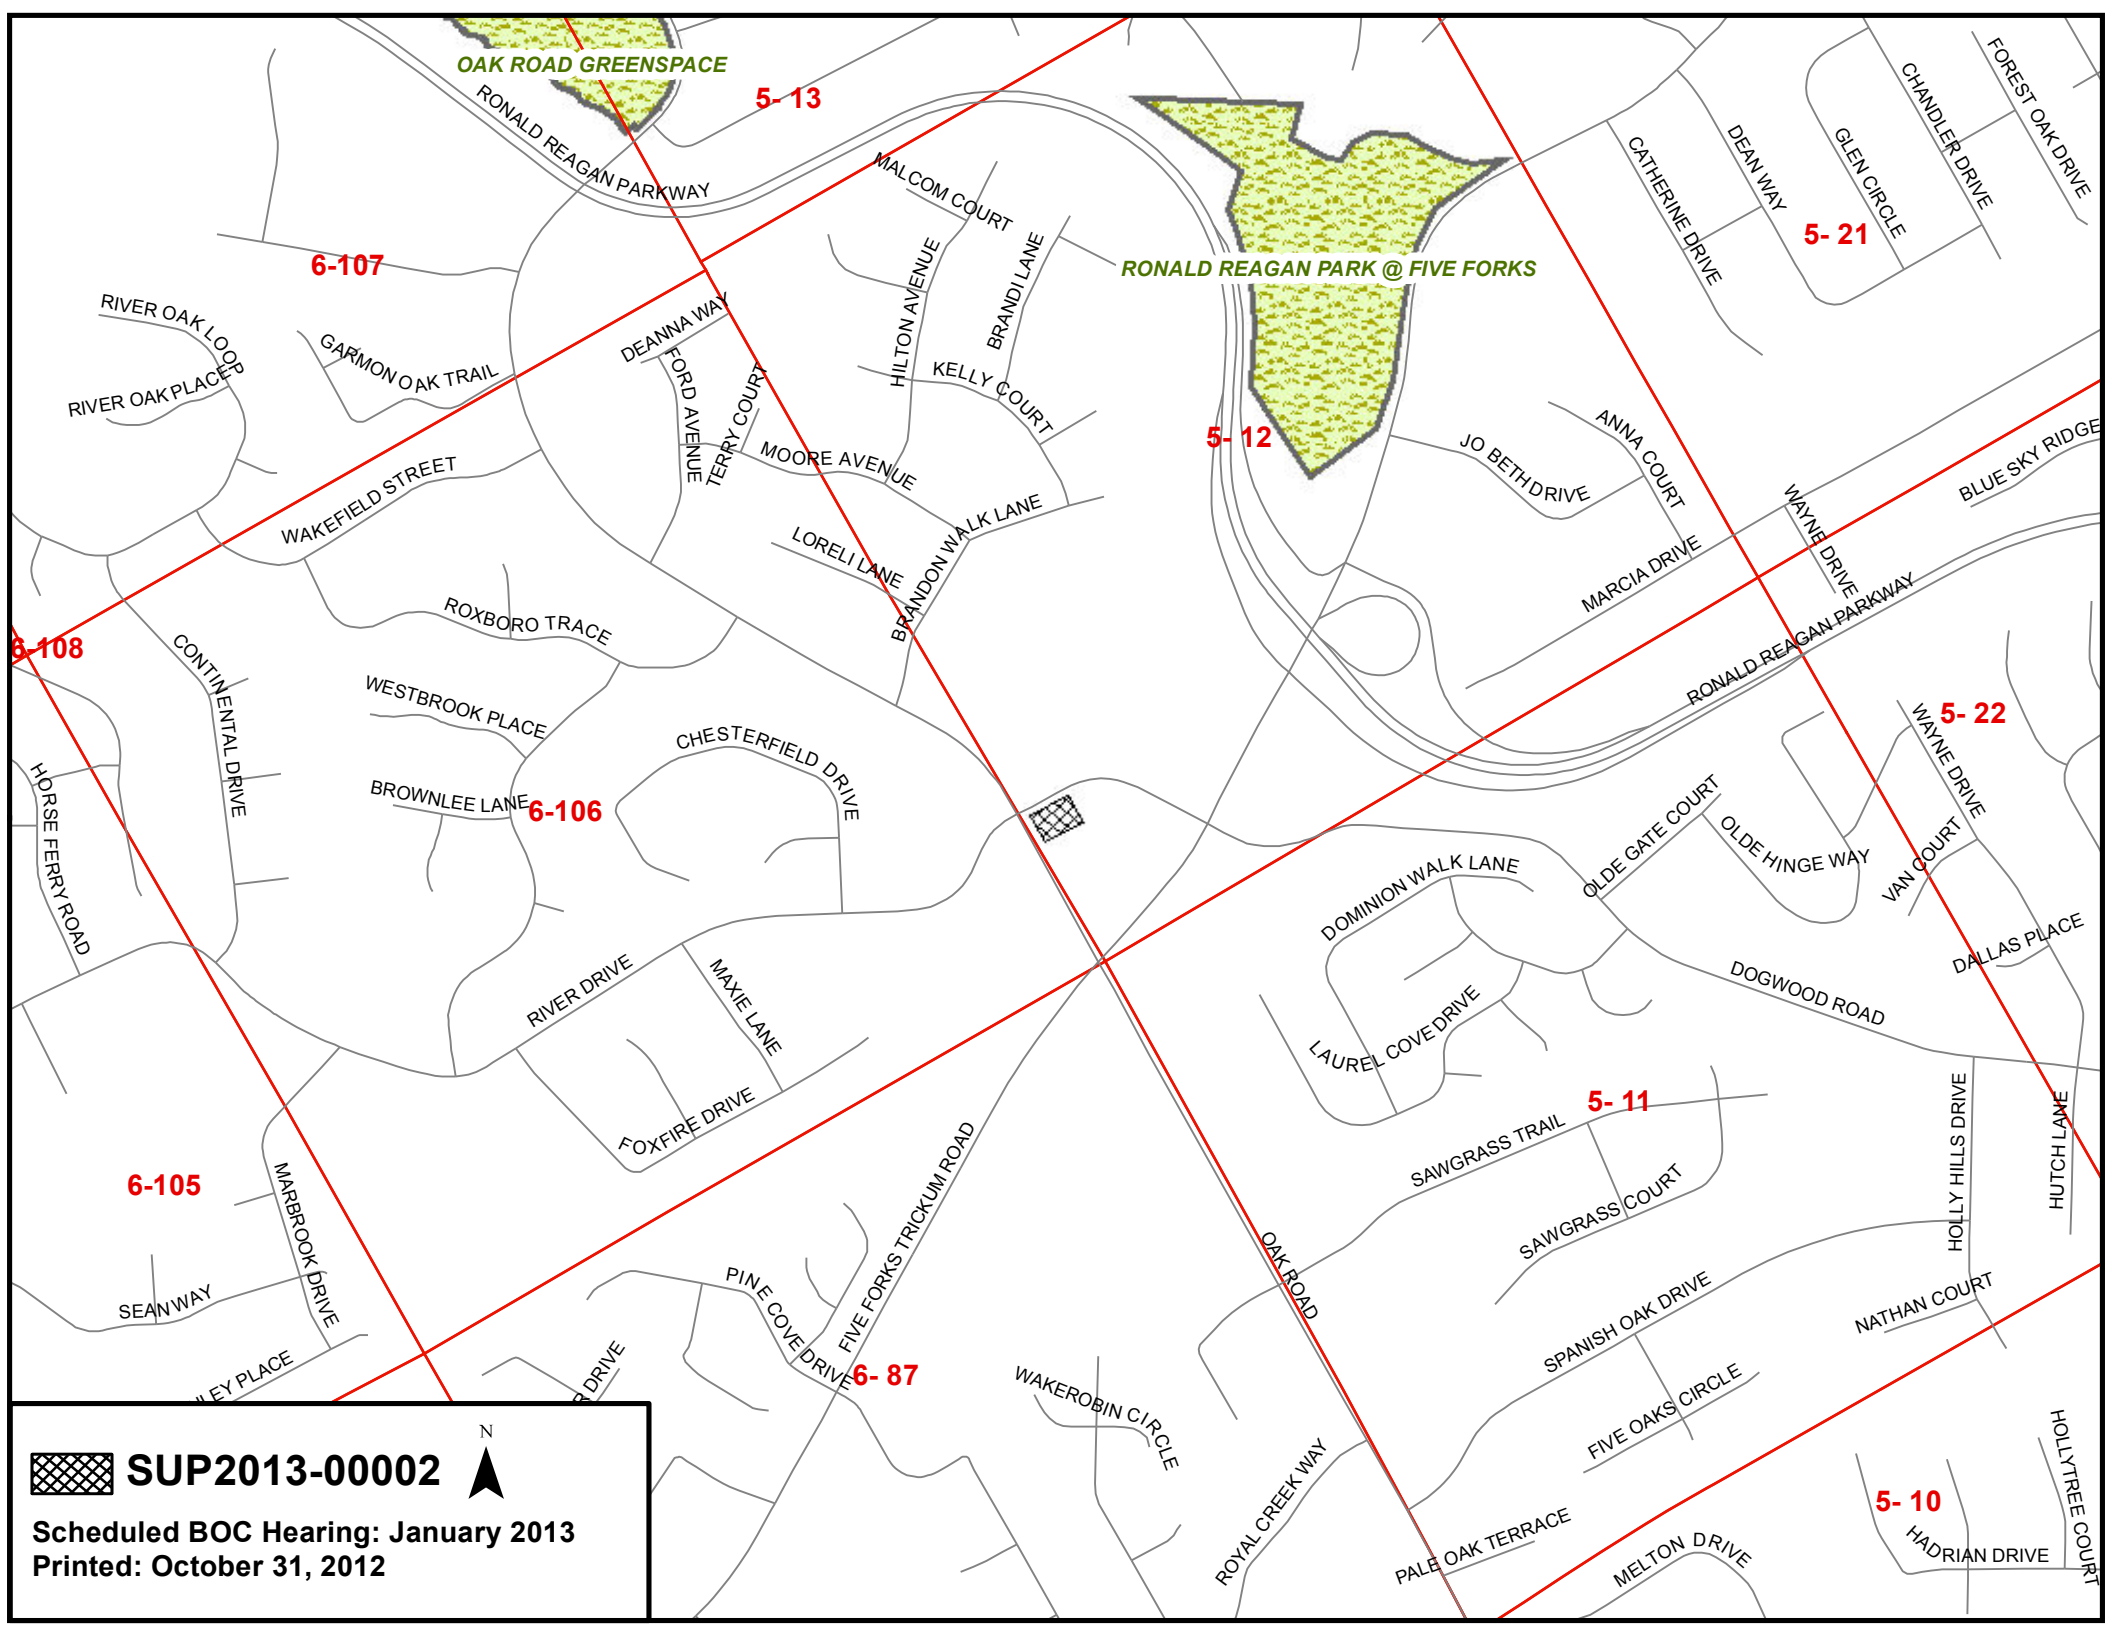 OAK ROAD GREENSPACE
5- 13
RONALD REAGAN PARKWAY
FOREST OAK DRIVE
CHANDLER DRIVE
DEAN WAY
GLEN CIRCLE
CATHERINE DRIVE
5- 21
MALCOM COURT
HILTON AVENUE
BRANDI LANE
RONALD REAGAN PARK @ FIVE FORKS
6-107
RIVER OAK LOOP
RIVER OAK PLACE
GARMON OAK TRAIL
DEANNA WAY
FORD AVENUE
TERRY COURT
KELLY COURT
MOORE AVENUE
5- 12
JO BETH DRIVE
ANNA COURT
BLUE SKY RIDGE
WAKEFIELD STREET
LORELI LANE
BRANDON WALK LANE
WAYNE DRIVE
MARCIA DRIVE
RONALD REAGAN PARKWAY
6-108
ROXBORO TRACE
CONTINENTAL DRIVE
WESTBROOK PLACE
CHESTERFIELD DRIVE
5- 22
WAYNE DRIVE
HORSE FERRY ROAD
BROWNLEE LANE
6-106
OLDE GATE COURT
OLDE HINGE WAY
VAN COURT
DOMINION WALK LANE
DALLAS PLACE
RIVER DRIVE
MAXIE LANE
DOGWOOD ROAD
LAUREL COVE DRIVE
FOXFIRE DRIVE
5- 11
SAWGRASS TRAIL
SAWGRASS COURT
HOLLY HILLS DRIVE
HUTCH LANE
6-105
MARBROOK DRIVE
FIVE FORKS TRICKUM ROAD
OAK ROAD
SEAN WAY
PINE COVE DRIVE
SPANISH OAK DRIVE
NATHAN COURT
LEY PLACE
R DRIVE
6- 87
WAKEROBIN CIRCLE
FIVE OAKS CIRCLE
ROYAL CREEK WAY
HOLLYTREE COURT
5- 10
PALE OAK TERRACE
MELTON DRIVE
HADRIAN DRIVE
N
SUP2013-00002
Scheduled BOC Hearing: January 2013
Printed: October 31, 2012